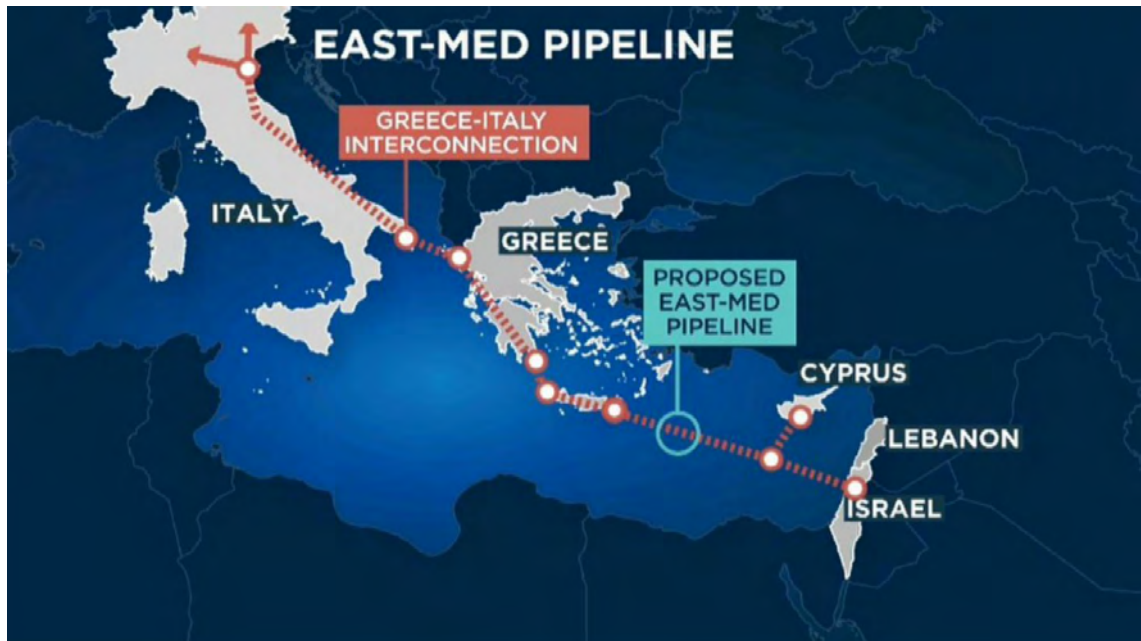 EAST-MED PIPELINE
GREECE-ITALY
INTERCONNECTION
ITALY
GREECE
PROPOSED
EAST-MED
PIPELINE
CYPRUS
LEBANON
ISRAEL